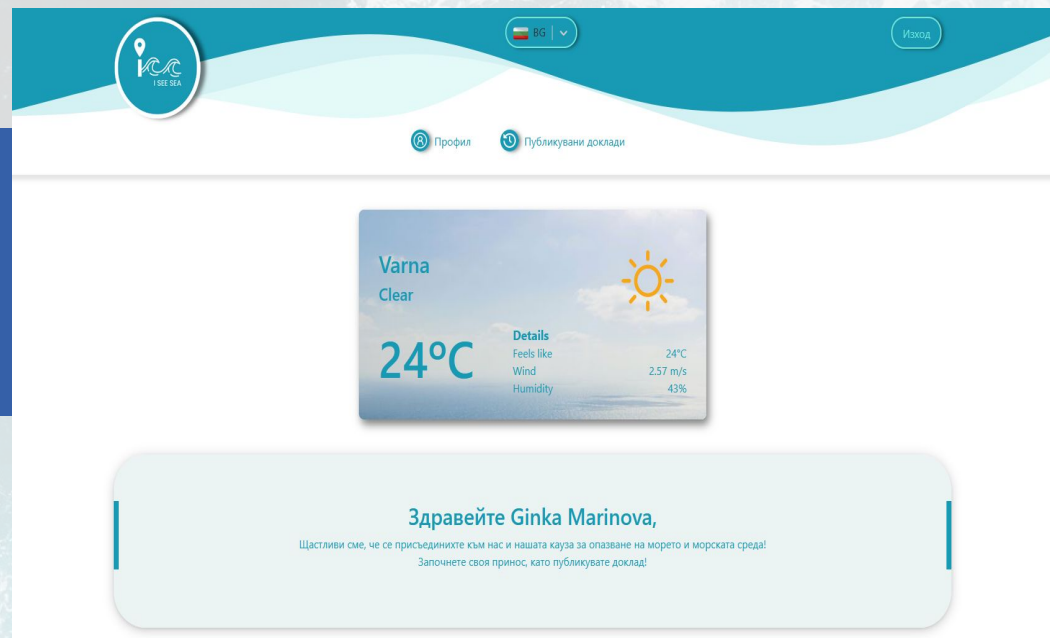 I SEE SEA
BG
Изход
Профил
Публикувани доклади
Varna
Clear
24°C
Details
Feels like 24°C
Wind 2.57 m/s
Humidity 43%
Здравейте Ginka Marinova,
Щастливи сме, че се присъединихте към нас и нашата кауза за опазване на морето и морската среда!
Започнете своя принос, като публикувате доклад!